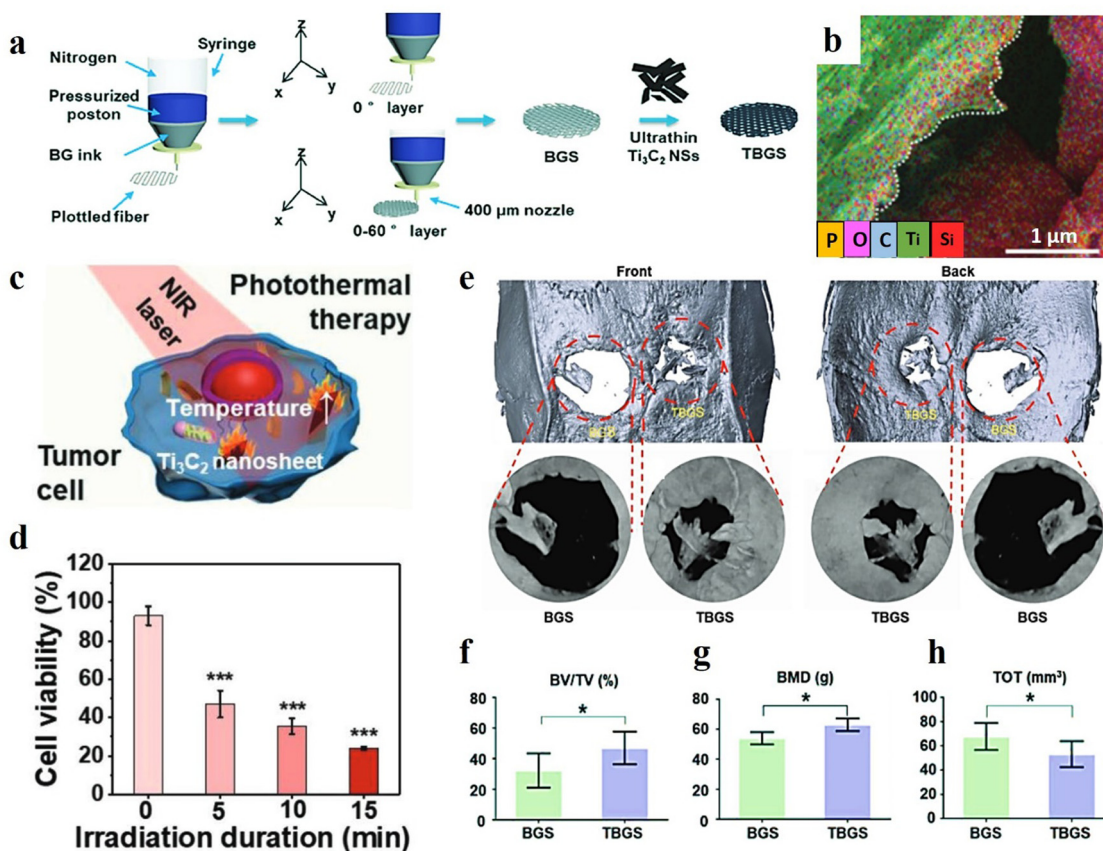 a
Nitrogen
Syringe
Pressurized poston
BG ink
Plottled fiber
z
x
y
0 ° layer
z
x
y
0-60 ° layer
400 μm nozzle
BGS
Ultrathin
Ti₃C₂ NSs
TBGS
b
P O C Ti Si
1 μm
c
NIR
laser
Photothermal
therapy
Temperature
Ti₃C₂ nanosheet
Tumor
cell
d
Cell viability (%)
120
100
80
60
40
20
0
***
***
***
0 5 10 15
Irradiation duration (min)
e
Front
Back
BGS
TBGS
TBGS
BGS
BGS
TBGS
TBGS
BGS
f
BV/TV (%)
80
60
40
20
0
*
BGS TBGS
g
BMD (g)
80
60
40
20
0
*
BGS TBGS
h
TOT (mm³)
100
80
60
40
20
0
*
BGS TBGS